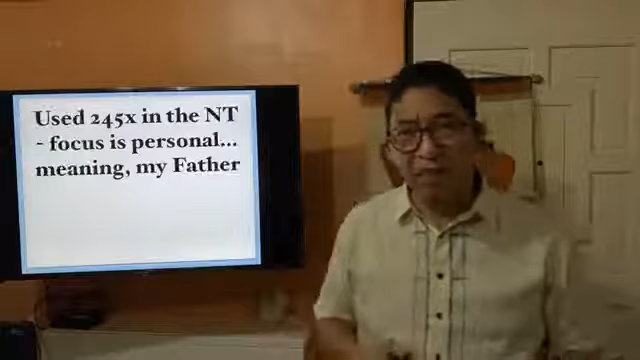 Used 245x in the NT
- focus is personal...
meaning, my Father